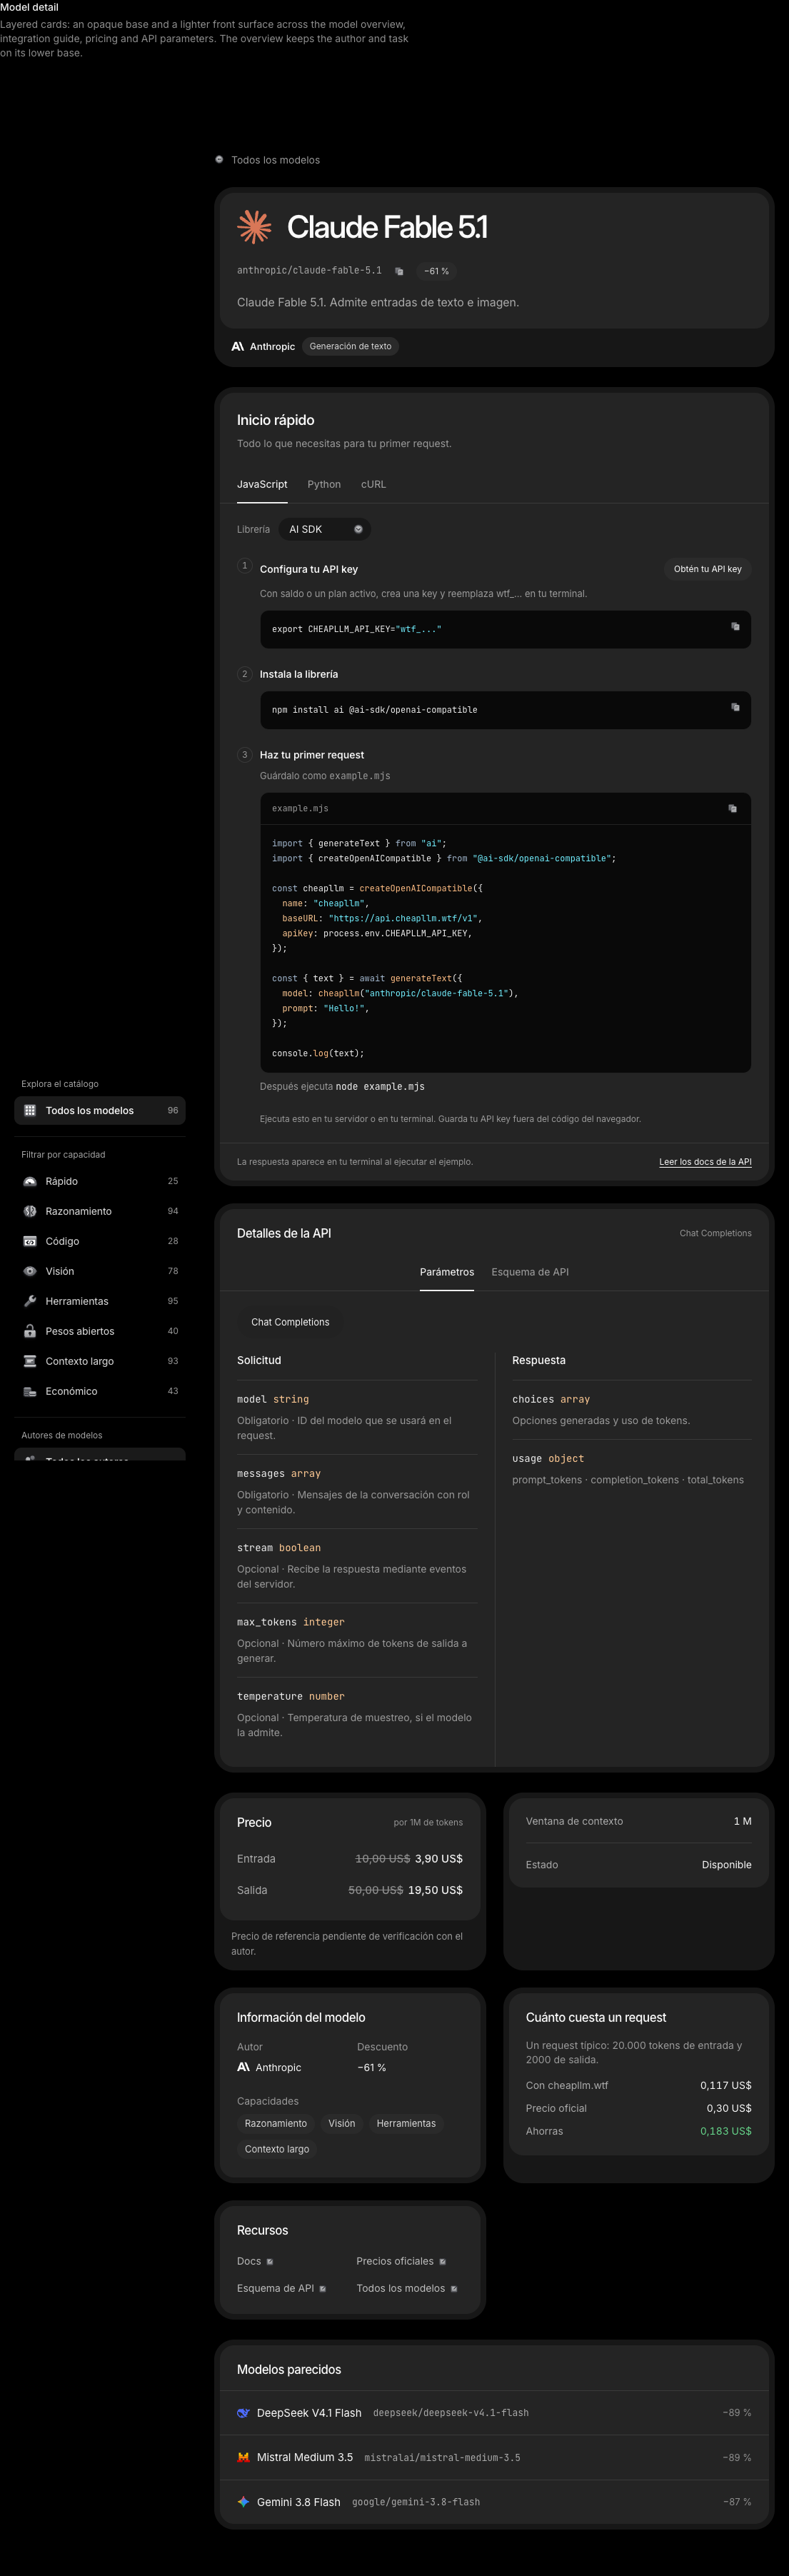 Model detail
Layered cards: an opaque base and a lighter front surface across the model overview,
integration guide, pricing and API parameters. The overview keeps the author and task
on its lower base.
Todos los modelos
Claude Fable 5.1
anthropic/claude-fable-5.1
−61 %
Claude Fable 5.1. Admite entradas de texto e imagen.
Anthropic
Generación de texto
Inicio rápido
Todo lo que necesitas para tu primer request.
JavaScript
Python
cURL
Librería
AI SDK
1
Configura tu API key
Obtén tu API key
Con saldo o un plan activo, crea una key y reemplaza wtf_... en tu terminal.
export CHEAPLLM_API_KEY="wtf_..."
2
Instala la librería
npm install ai @ai-sdk/openai-compatible
3
Haz tu primer request
Guárdalo como example.mjs
example.mjs
import { generateText } from "ai";
import { createOpenAICompatible } from "@ai-sdk/openai-compatible";
const cheapllm = createOpenAICompatible({
name: "cheapllm",
baseURL: "https://api.cheapllm.wtf/v1",
apiKey: process.env.CHEAPLLM_API_KEY,
});
const { text } = await generateText({
model: cheapllm("anthropic/claude-fable-5.1"),
prompt: "Hello!",
});
console.log(text);
Después ejecuta node example.mjs
Ejecuta esto en tu servidor o en tu terminal. Guarda tu API key fuera del código del navegador.
La respuesta aparece en tu terminal al ejecutar el ejemplo.
Leer los docs de la API
Explora el catálogo
Todos los modelos 96
Filtrar por capacidad
Rápido 25
Razonamiento 94
Código 28
Visión 78
Herramientas 95
Pesos abiertos 40
Contexto largo 93
Económico 43
Autores de modelos
Todos los autores
Detalles de la API
Chat Completions
Parámetros
Esquema de API
Chat Completions
Solicitud
model string
Obligatorio · ID del modelo que se usará en el
request.
messages array
Obligatorio · Mensajes de la conversación con rol
y contenido.
stream boolean
Opcional · Recibe la respuesta mediante eventos
del servidor.
max_tokens integer
Opcional · Número máximo de tokens de salida a
generar.
temperature number
Opcional · Temperatura de muestreo, si el modelo
la admite.
Respuesta
choices array
Opciones generadas y uso de tokens.
usage object
prompt_tokens · completion_tokens · total_tokens
Precio
por 1M de tokens
Entrada 10,00 US$ 3,90 US$
Salida 50,00 US$ 19,50 US$
Precio de referencia pendiente de verificación con el
autor.
Ventana de contexto 1 M
Estado Disponible
Información del modelo
Autor
Anthropic
Descuento
−61 %
Capacidades
Razonamiento
Visión
Herramientas
Contexto largo
Cuánto cuesta un request
Un request típico: 20.000 tokens de entrada y
2000 de salida.
Con cheapllm.wtf 0,117 US$
Precio oficial 0,30 US$
Ahorras 0,183 US$
Recursos
Docs
Precios oficiales
Esquema de API
Todos los modelos
Modelos parecidos
DeepSeek V4.1 Flash deepseek/deepseek-v4.1-flash −89 %
Mistral Medium 3.5 mistralai/mistral-medium-3.5 −89 %
Gemini 3.8 Flash google/gemini-3.8-flash −87 %